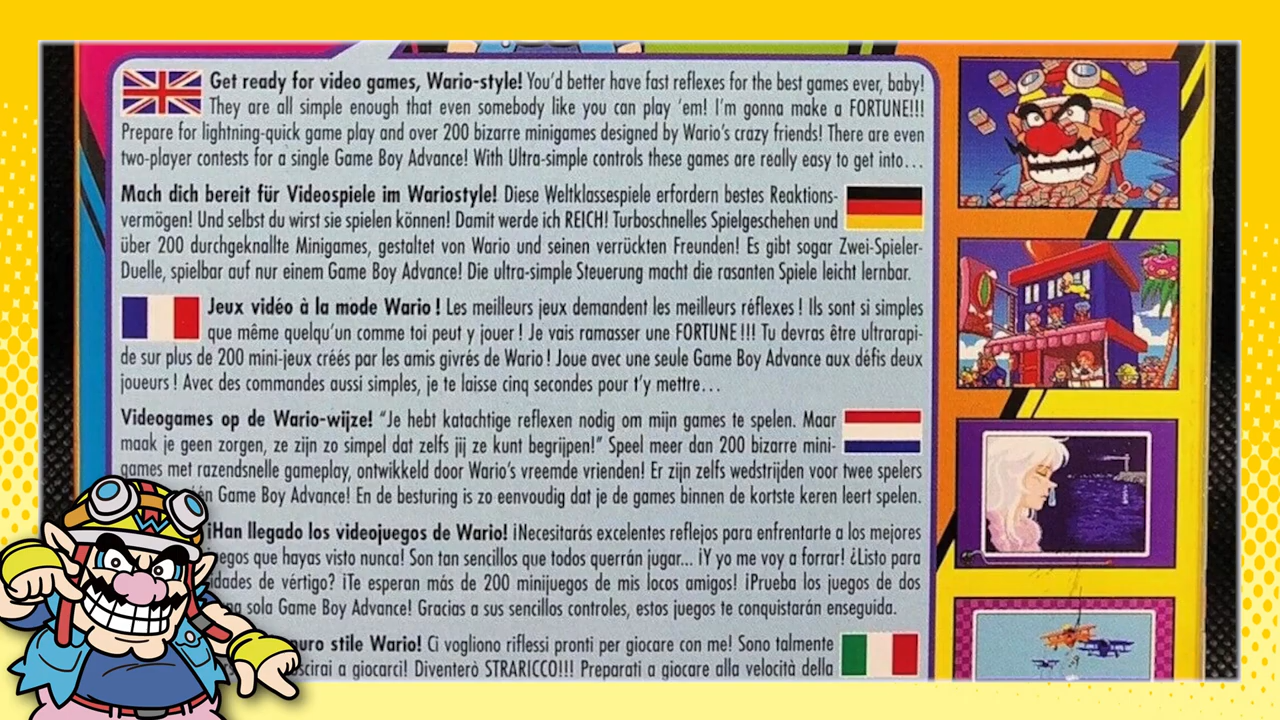 Get ready for video games, Wario-style! You'd better have fast reflexes for the best games ever, baby!
They are all simple enough that even somebody like you can play 'em! I'm gonna make a FORTUNE!!!
Prepare for lightning-quick game play and over 200 bizarre minigames designed by Wario's crazy friends! There are even
two-player contests for a single Game Boy Advance! With Ultra-simple controls these games are really easy to get into...
Mach dich bereit für Videospiele im Wariostyle! Diese Weltklassespiele erfordern bestes Reaktions-
vermögen! Und selbst du wirst sie spielen können! Damit werde ich REICH! Turboschnelles Spielgeschehen und
über 200 durchgeknallte Minigames, gestaltet von Wario und seinen verrückten Freunden! Es gibt sogar Zwei-Spieler-
Duelle, spielbar auf nur einem Game Boy Advance! Die ultra-simple Steuerung macht die rasanten Spiele leicht lernbar.
Jeux vidéo à la mode Wario ! Les meilleurs jeux demandent les meilleurs réflexes ! Ils sont si simples
que même quelqu'un comme toi peut y jouer ! Je vais ramasser une FORTUNE !!! Tu devras être ultrarapi-
de sur plus de 200 mini-jeux créés par les amis givrés de Wario ! Joue avec une seule Game Boy Advance aux défis deux
joueurs ! Avec des commandes aussi simples, je te laisse cinq secondes pour t'y mettre...
Videogames op de Wario-wijze! "Je hebt katachtige reflexen nodig om mijn games te spelen. Maar
maak je geen zorgen, ze zijn zo simpel dat zelfs jij ze kunt begrijpen!" Speel meer dan 200 bizarre mini-
games met razendsnelle gameplay, ontwikkeld door Wario's vreemde vrienden! Er zijn zelfs wedstrijden voor twee spelers
én Game Boy Advance! En de besturing is zo eenvoudig dat je de games binnen de kortste keren leert spelen.
¡Han llegado los videojuegos de Wario! ¡Necesitarás excelentes reflejos para enfrentarte a los mejores
egos que hayas visto nunca! Son tan sencillos que todos querrán jugar... ¡Y yo me voy a forrar! ¿Listo para
idades de vértigo? ¡Te esperan más de 200 minijuegos de mis locos amigos! ¡Prueba los juegos de dos
sola Game Boy Advance! Gracias a sus sencillos controles, estos juegos te conquistarán enseguida.
uro stile Wario! Ci vogliono riflessi pronti per giocare con me! Sono talmente
scirai a giocarci! Diventerò STRARICCO!!! Preparati a giocare alla velocità della